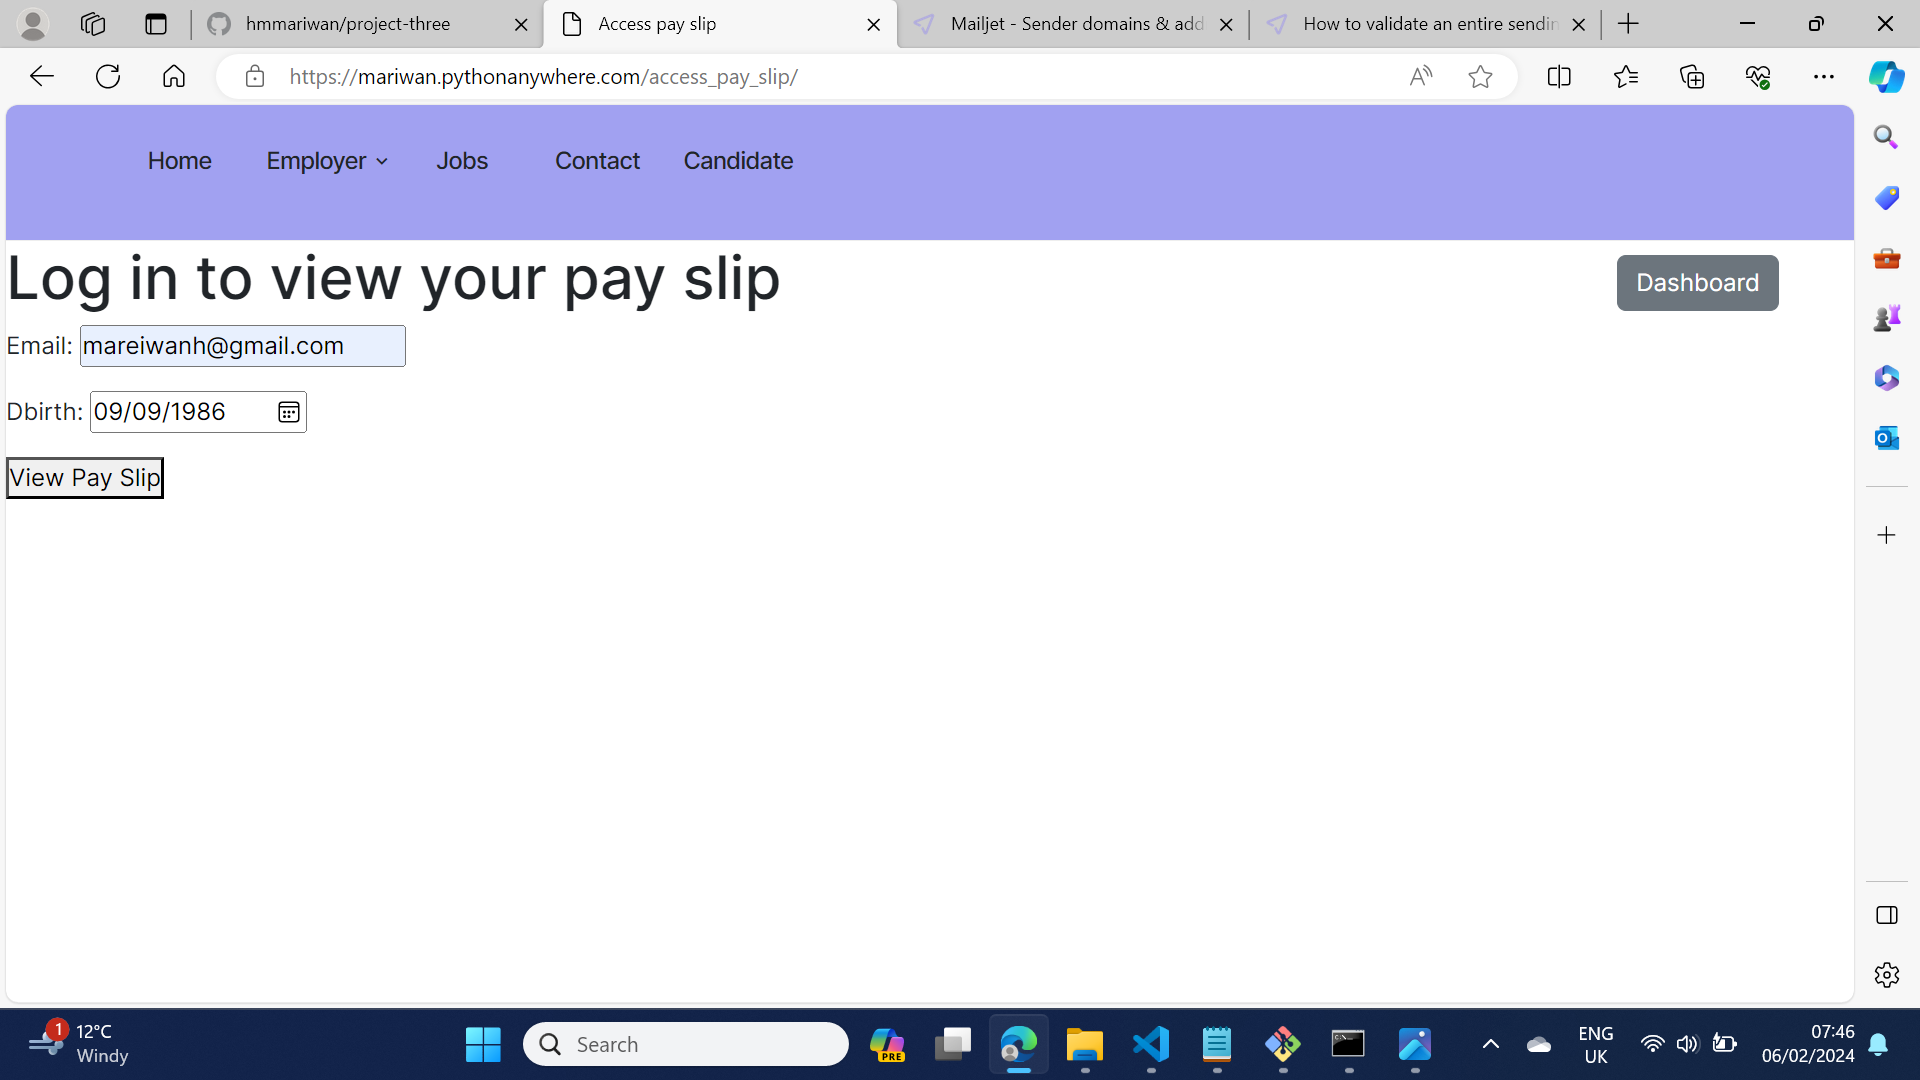 hmmariwan/project-three
Access pay slip
Mailjet - Sender domains & add
How to validate an entire sendin
https://mariwan.pythonanywhere.com/access_pay_slip/
Home Employer Jobs Contact Candidate
Log in to view your pay slip
Dashboard
Email: mareiwanh@gmail.com
Dbirth: 09/09/1986
View Pay Slip
1 12°C
Windy
Search
PRE
ENG
UK
07:46
06/02/2024